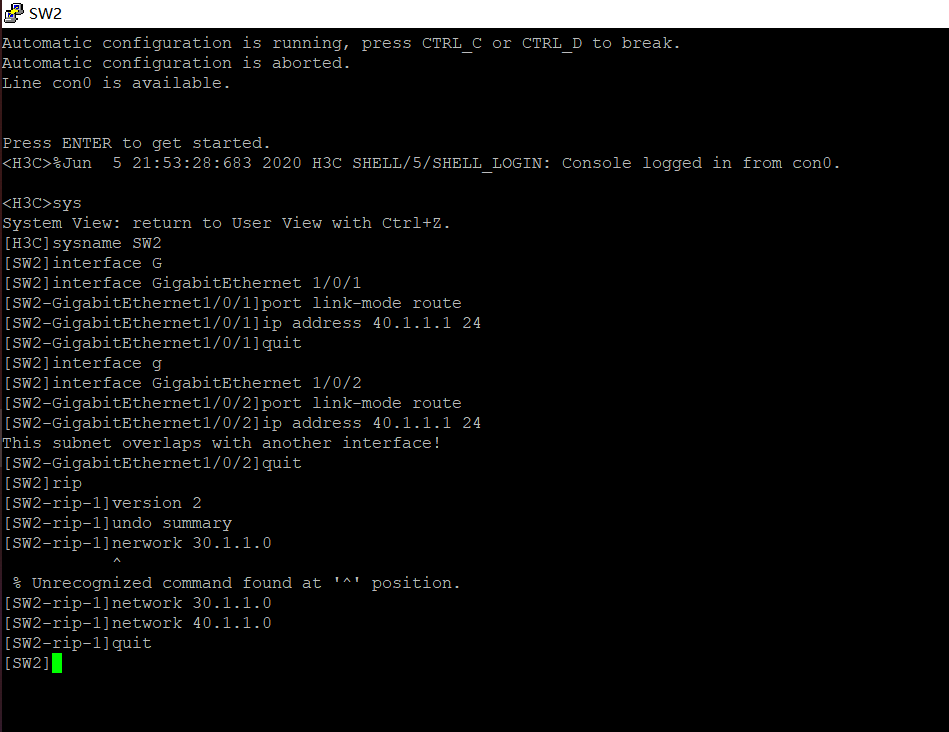 SW2
Automatic configuration is running, press CTRL_C or CTRL_D to break.
Automatic configuration is aborted.
Line con0 is available.
Press ENTER to get started.
<H3C>%Jun  5 21:53:28:683 2020 H3C SHELL/5/SHELL_LOGIN: Console logged in from con0.
<H3C>sys
System View: return to User View with Ctrl+Z.
[H3C]sysname SW2
[SW2]interface G
[SW2]interface GigabitEthernet 1/0/1
[SW2-GigabitEthernet1/0/1]port link-mode route
[SW2-GigabitEthernet1/0/1]ip address 40.1.1.1 24
[SW2-GigabitEthernet1/0/1]quit
[SW2]interface g
[SW2]interface GigabitEthernet 1/0/2
[SW2-GigabitEthernet1/0/2]port link-mode route
[SW2-GigabitEthernet1/0/2]ip address 40.1.1.1 24
This subnet overlaps with another interface!
[SW2-GigabitEthernet1/0/2]quit
[SW2]rip
[SW2-rip-1]version 2
[SW2-rip-1]undo summary
[SW2-rip-1]nerwork 30.1.1.0
^
% Unrecognized command found at '^' position.
[SW2-rip-1]network 30.1.1.0
[SW2-rip-1]network 40.1.1.0
[SW2-rip-1]quit
[SW2]